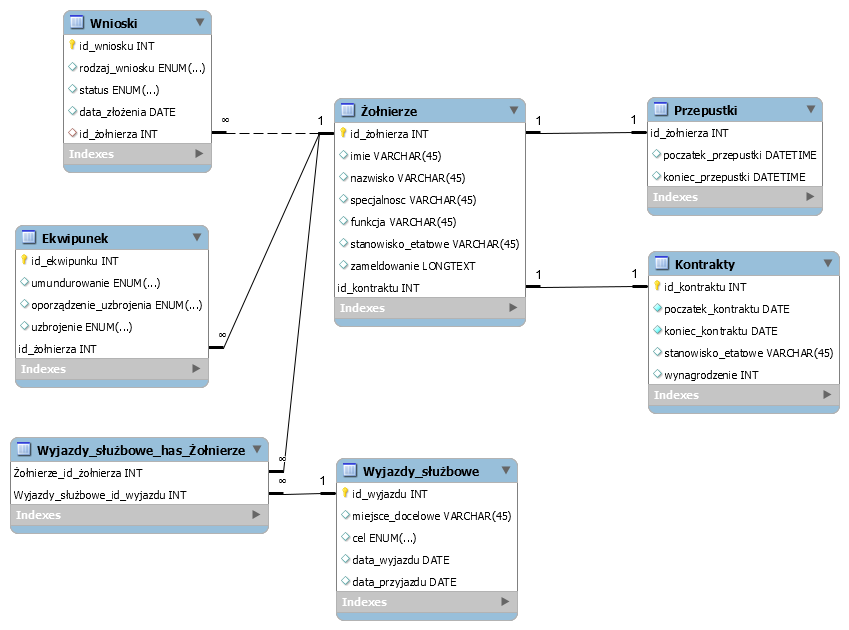 Wnioski
id_wniosku INT
rodzaj_wniosku ENUM(...)
status ENUM(...)
data_złożenia DATE
id_żołnierza INT
Indexes
∞
1
Żołnierze
id_żołnierza INT
imie VARCHAR(45)
nazwisko VARCHAR(45)
specjalnosc VARCHAR(45)
funkcja VARCHAR(45)
stanowisko_etatowe VARCHAR(45)
zameldowanie LONGTEXT
id_kontraktu INT
Indexes
1
1
Przepustki
id_żołnierza INT
poczatek_przepustki DATETIME
koniec_przepustki DATETIME
Indexes
1
1
Kontrakty
id_kontraktu INT
poczatek_kontraktu DATE
koniec_kontraktu DATE
stanowisko_etatowe VARCHAR(45)
wynagrodzenie INT
Indexes
Ekwipunek
id_ekwipunku INT
umundurowanie ENUM(...)
oporządzenie_uzbrojenia ENUM(...)
uzbrojenie ENUM(...)
id_żołnierza INT
Indexes
∞
Wyjazdy_służbowe_has_Żołnierze
Żołnierze_id_żołnierza INT
Wyjazdy_służbowe_id_wyjazdu INT
Indexes
∞
∞
1
Wyjazdy_służbowe
id_wyjazdu INT
miejsce_docelowe VARCHAR(45)
cel ENUM(...)
data_wyjazdu DATE
data_przyjazdu DATE
Indexes